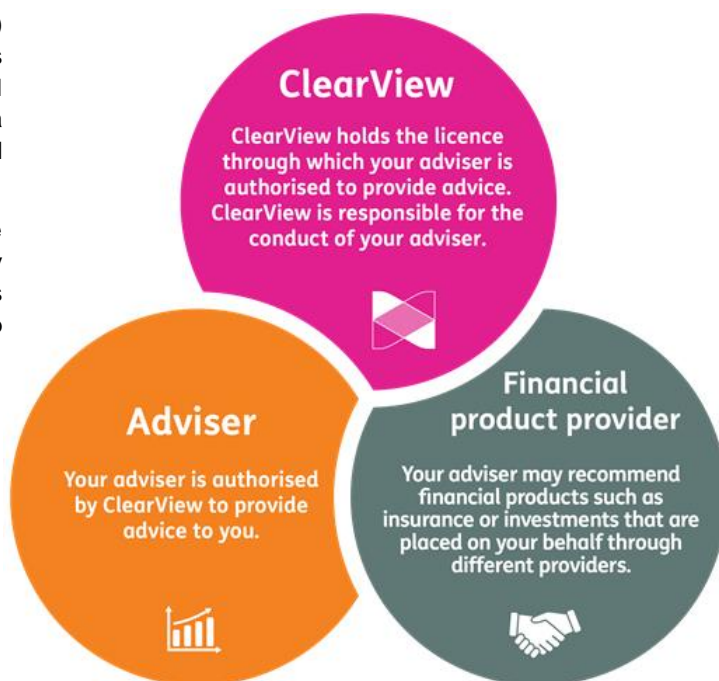 ClearView
ClearView holds the licence
through which your adviser is
authorised to provide advice.
ClearView is responsible for the
conduct of your adviser.
Adviser
Your adviser is authorised
by ClearView to provide
advice to you.
Financial
product provider
Your adviser may recommend
financial products such as
insurance or investments that are
placed on your behalf through
different providers.